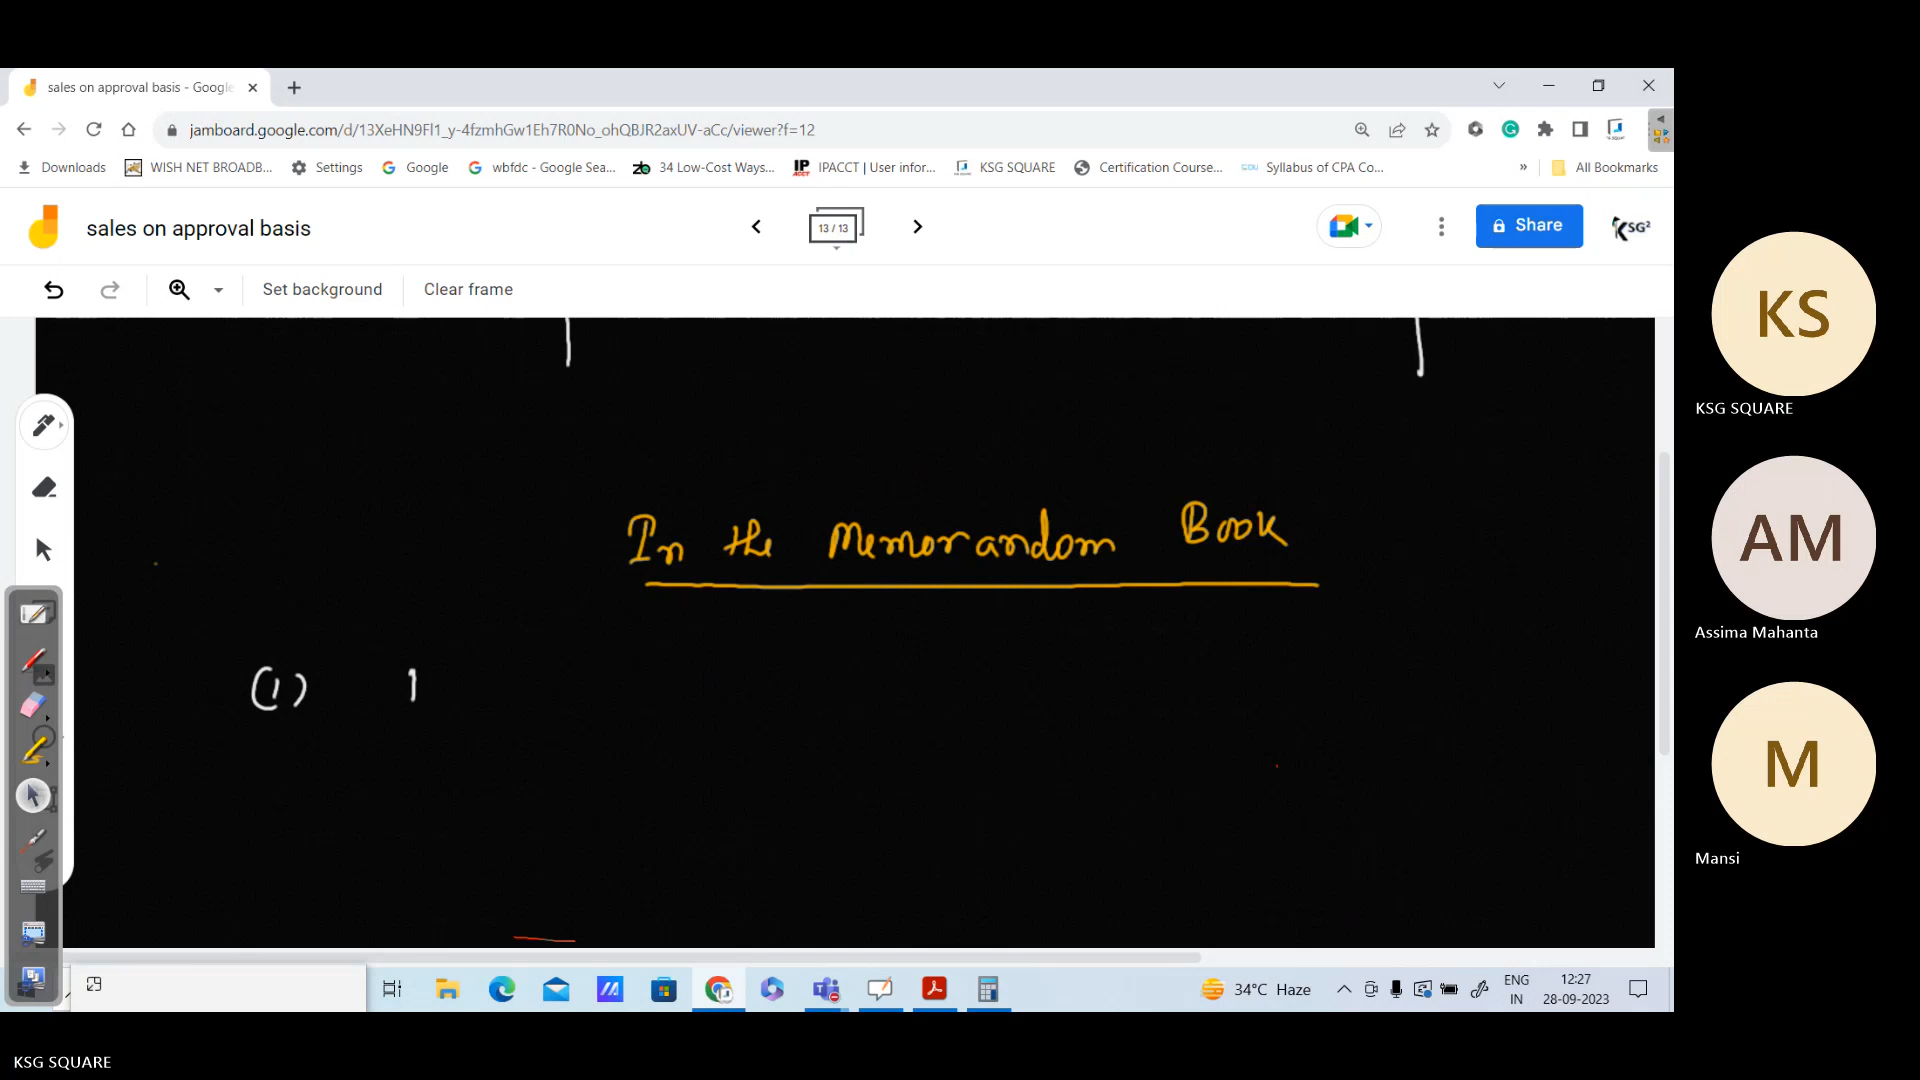 sales on approval basis - Google
jamboard.google.com/d/13XeHN9Fl1_y-4fzmhGw1Eh7R0No_ohQBJR2axUV-aCc/viewer?f=12
Downloads WISH NET BROADB... Settings Google wbfdc - Google Sea... 34 Low-Cost Ways... IPACCT | User infor... KSG SQUARE Certification Course... Syllabus of CPA Co... » All Bookmarks
sales on approval basis
13 / 13
Share
KSG²
Set background Clear frame
In the Memorandom Book
(1) 1
KS
KSG SQUARE
AM
Assima Mahanta
M
Mansi
34°C Haze
ENG
IN
12:27
28-09-2023
KSG SQUARE